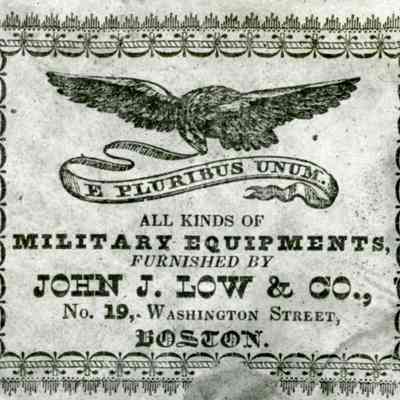 E PLURIBUS UNUM.
ALL KINDS OF
MILITARY EQUIPMENTS,
FURNISHED BY
JOHN J. LOW & CO.,
No. 19,. WASHINGTON STREET,
BOSTON.